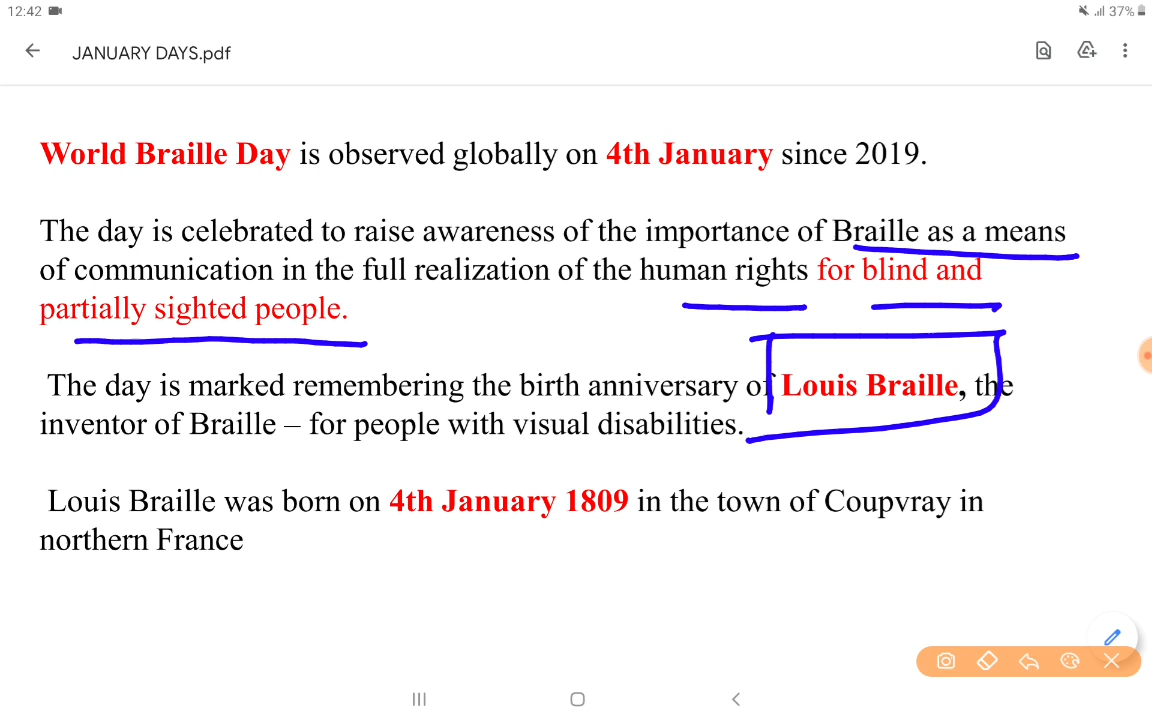 12:42
37%
JANUARY DAYS.pdf
World Braille Day is observed globally on 4th January since 2019.
The day is celebrated to raise awareness of the importance of Braille as a means
of communication in the full realization of the human rights for blind and
partially sighted people.
The day is marked remembering the birth anniversary of Louis Braille, the
inventor of Braille – for people with visual disabilities.
Louis Braille was born on 4th January 1809 in the town of Coupvray in
northern France